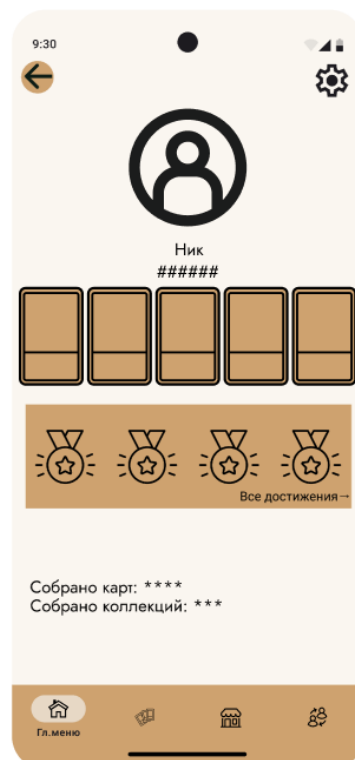 9:30
Ник
######
Все достижения→
Собрано карт: ****
Собрано коллекций: ***
Гл.меню